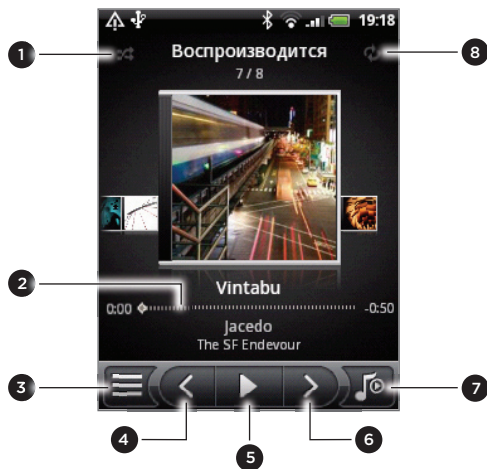 19:18
1
Воспроизводится
8
7 / 8
Vintabu
2
0:00
-0:50
Jacedo
The SF Endevour
3
7
4
5
6